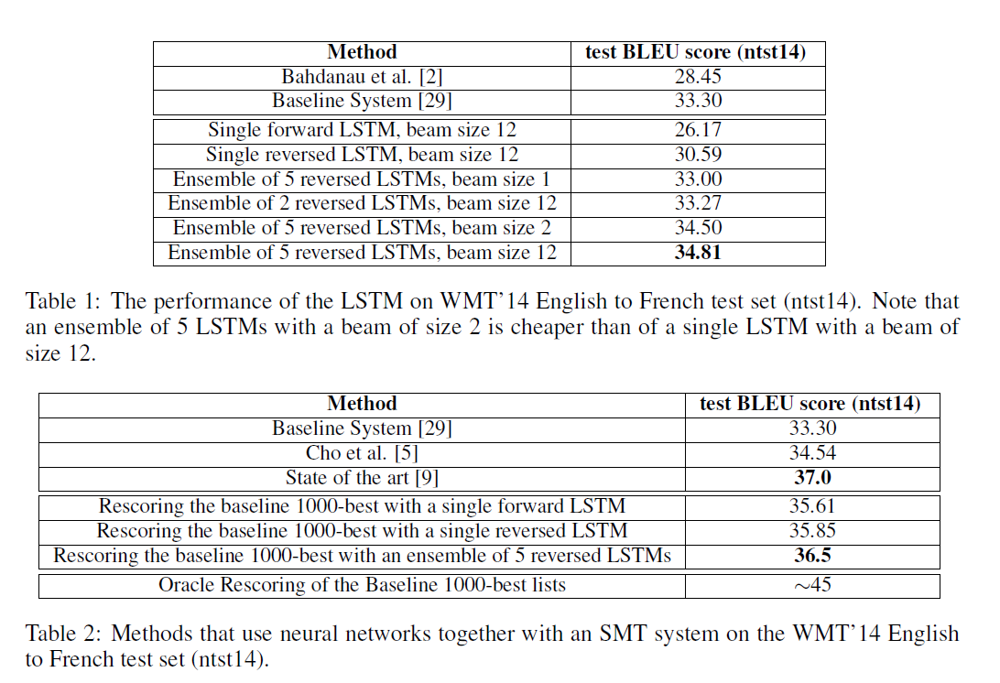 Method test BLEU score (ntst14)
Bahdanau et al. [2] 28.45
Baseline System [29] 33.30
Single forward LSTM, beam size 12 26.17
Single reversed LSTM, beam size 12 30.59
Ensemble of 5 reversed LSTMs, beam size 1 33.00
Ensemble of 2 reversed LSTMs, beam size 12 33.27
Ensemble of 5 reversed LSTMs, beam size 2 34.50
Ensemble of 5 reversed LSTMs, beam size 12 34.81
Table 1: The performance of the LSTM on WMT’14 English to French test set (ntst14). Note that
an ensemble of 5 LSTMs with a beam of size 2 is cheaper than of a single LSTM with a beam of
size 12.
Method test BLEU score (ntst14)
Baseline System [29] 33.30
Cho et al. [5] 34.54
State of the art [9] 37.0
Rescoring the baseline 1000-best with a single forward LSTM 35.61
Rescoring the baseline 1000-best with a single reversed LSTM 35.85
Rescoring the baseline 1000-best with an ensemble of 5 reversed LSTMs 36.5
Oracle Rescoring of the Baseline 1000-best lists ∼45
Table 2: Methods that use neural networks together with an SMT system on the WMT’14 English
to French test set (ntst14).